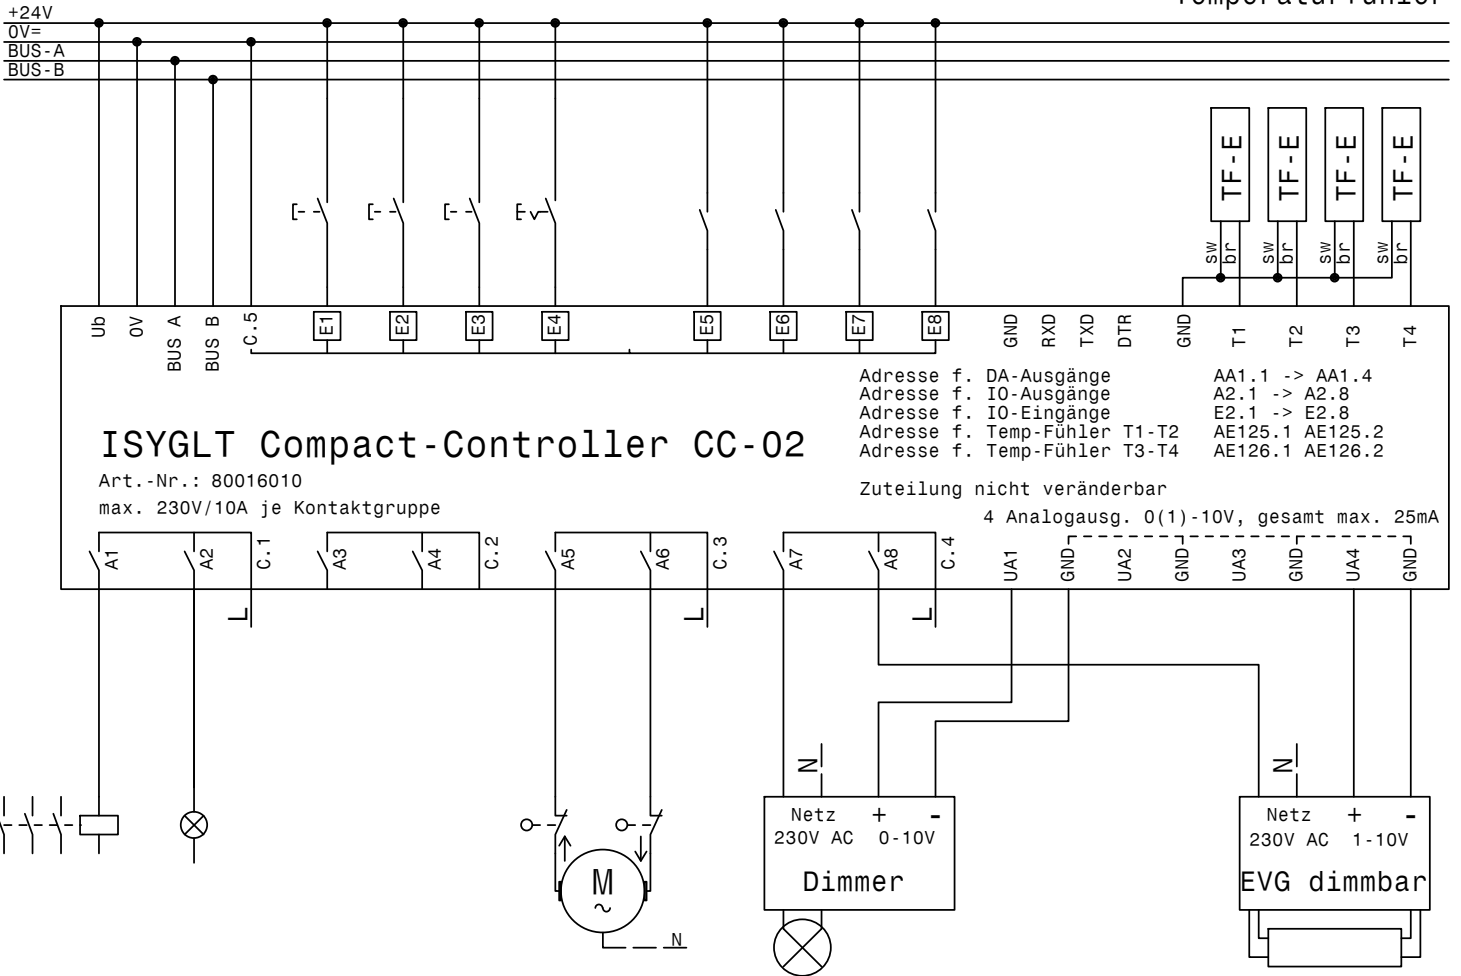 Temperaturfühler
+24V
0V=
BUS-A
BUS-B
TF-E TF-E TF-E TF-E
sw br sw br sw br sw br
Ub 0V BUS A BUS B C.5 E1 E2 E3 E4 E5 E6 E7 E8 GND RXD TXD DTR GND T1 T2 T3 T4
Adresse f. DA-Ausgänge AA1.1 -> AA1.4
Adresse f. IO-Ausgänge A2.1 -> A2.8
Adresse f. IO-Eingänge E2.1 -> E2.8
Adresse f. Temp-Fühler T1-T2 AE125.1 AE125.2
Adresse f. Temp-Fühler T3-T4 AE126.1 AE126.2
ISYGLT Compact-Controller CC-02
Art.-Nr.: 80016010
max. 230V/10A je Kontaktgruppe
Zuteilung nicht veränderbar
4 Analogausg. 0(1)-10V, gesamt max. 25mA
A1 A2 C.1 A3 A4 C.2 A5 A6 C.3 A7 A8 C.4 UA1 GND UA2 GND UA3 GND UA4 GND
L L L
N N
Netz + - Netz + -
230V AC 0-10V 230V AC 1-10V
Dimmer EVG dimmbar
M
~
N